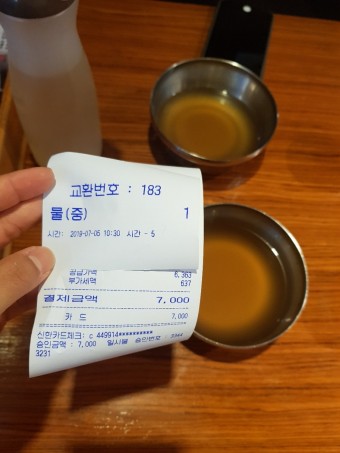 교환번호 : 183
물(중) 1
시간: 2019-07-05 10:30 시간 - 5
공급가액 6,363
부가세액 637
결제금액 7,000
카 드 7,000
신한카드체크: c 449914**********
승인금액 : 7,000 일시불 승인번호
3231